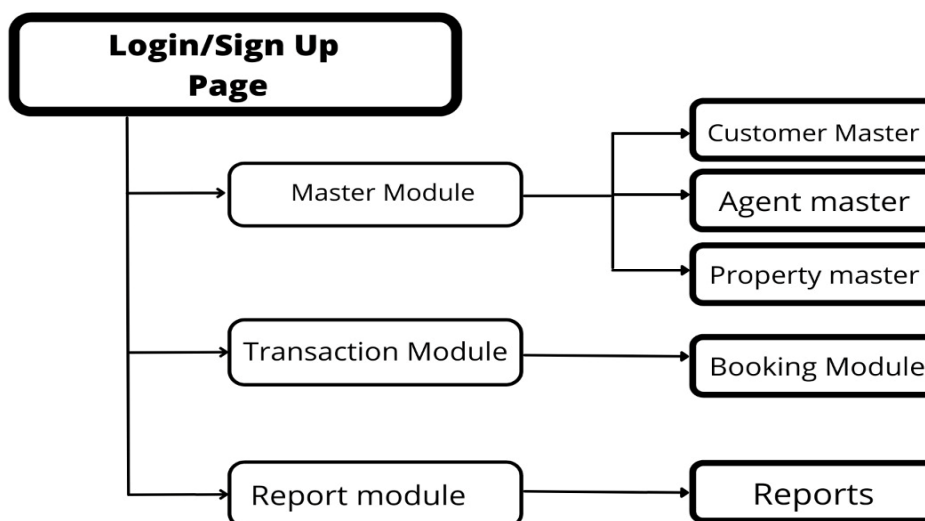 Login/Sign Up
Page
Customer Master
Master Module
Agent master
Property master
Transaction Module
Booking Module
Report module
Reports